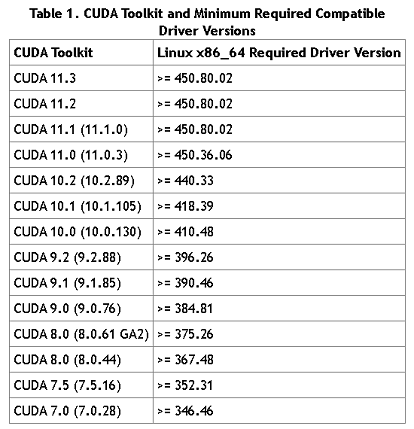 Table 1. CUDA Toolkit and Minimum Required Compatible
Driver Versions
CUDA Toolkit Linux x86_64 Required Driver Version
CUDA 11.3 >= 450.80.02
CUDA 11.2 >= 450.80.02
CUDA 11.1 (11.1.0) >= 450.80.02
CUDA 11.0 (11.0.3) >= 450.36.06
CUDA 10.2 (10.2.89) >= 440.33
CUDA 10.1 (10.1.105) >= 418.39
CUDA 10.0 (10.0.130) >= 410.48
CUDA 9.2 (9.2.88) >= 396.26
CUDA 9.1 (9.1.85) >= 390.46
CUDA 9.0 (9.0.76) >= 384.81
CUDA 8.0 (8.0.61 GA2) >= 375.26
CUDA 8.0 (8.0.44) >= 367.48
CUDA 7.5 (7.5.16) >= 352.31
CUDA 7.0 (7.0.28) >= 346.46